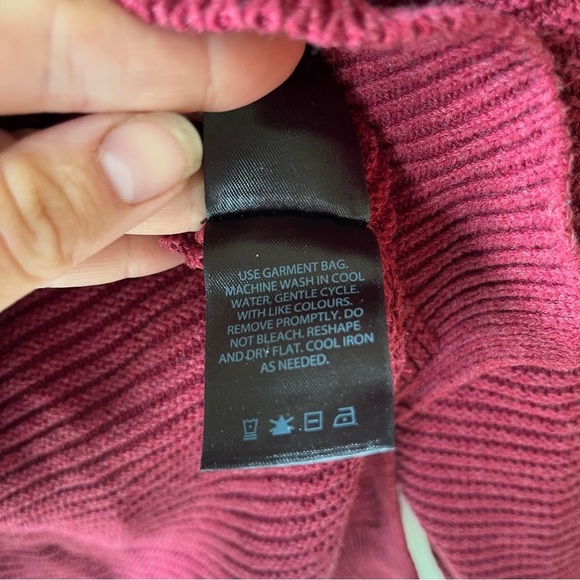 USE GARMENT BAG.
MACHINE WASH IN COOL
WATER, GENTLE CYCLE.
WITH LIKE COLOURS.
REMOVE PROMPTLY. DO
NOT BLEACH. RESHAPE
AND DRY FLAT. COOL IRON
AS NEEDED.